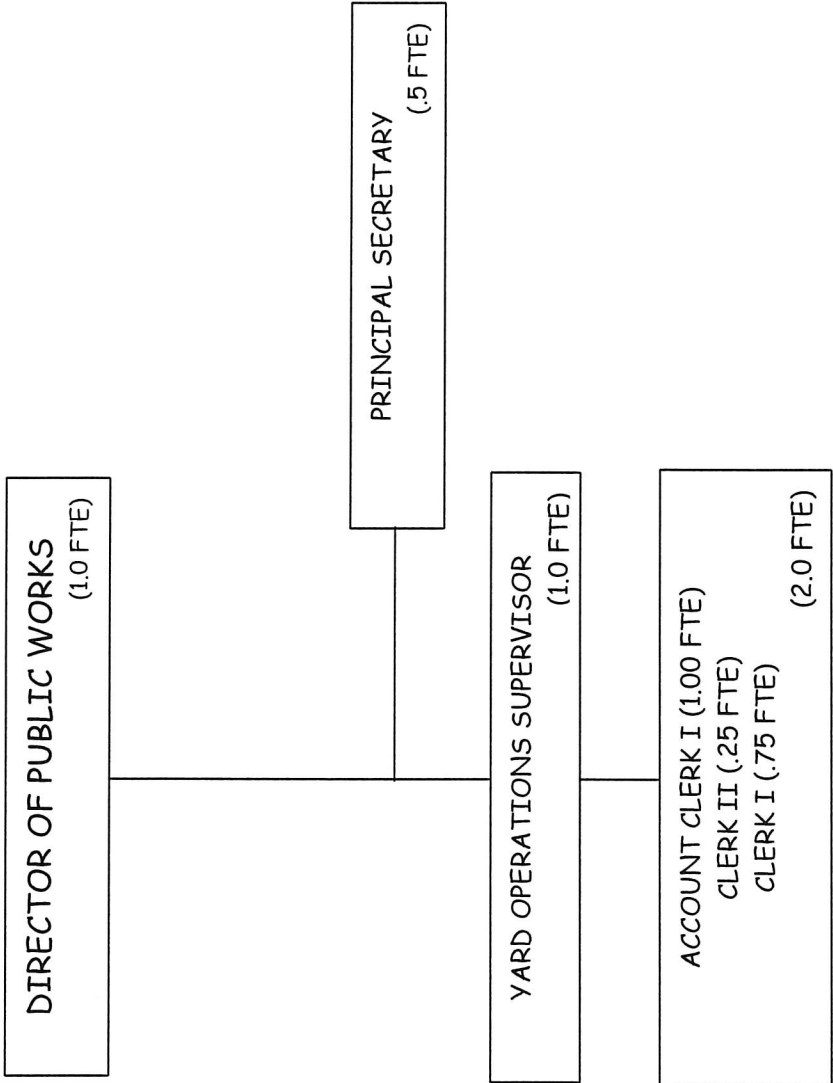 DIRECTOR OF PUBLIC WORKS
(1.0 FTE)
PRINCIPAL SECRETARY
(.5 FTE)
YARD OPERATIONS SUPERVISOR
(1.0 FTE)
ACCOUNT CLERK I (1.00 FTE)
CLERK II (.25 FTE)
CLERK I (.75 FTE)
(2.0 FTE)